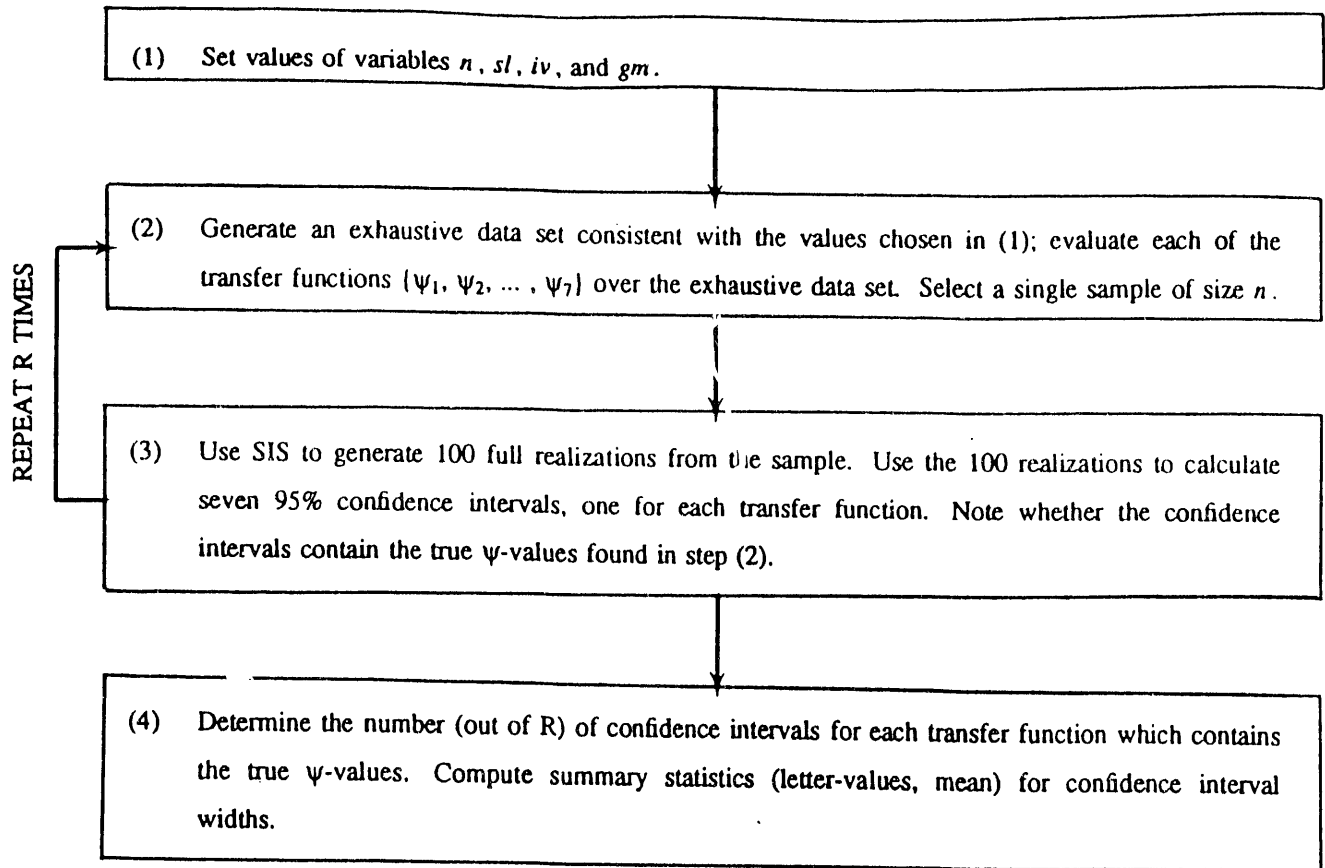 (1) Set values of variables n, sl, iv, and gm.
(2) Generate an exhaustive data set consistent with the values chosen in (1); evaluate each of the
transfer functions {ψ₁, ψ₂, ... , ψ₇} over the exhaustive data set. Select a single sample of size n.
REPEAT R TIMES
(3) Use SIS to generate 100 full realizations from the sample. Use the 100 realizations to calculate
seven 95% confidence intervals, one for each transfer function. Note whether the confidence
intervals contain the true ψ-values found in step (2).
(4) Determine the number (out of R) of confidence intervals for each transfer function which contains
the true ψ-values. Compute summary statistics (letter-values, mean) for confidence interval
widths.